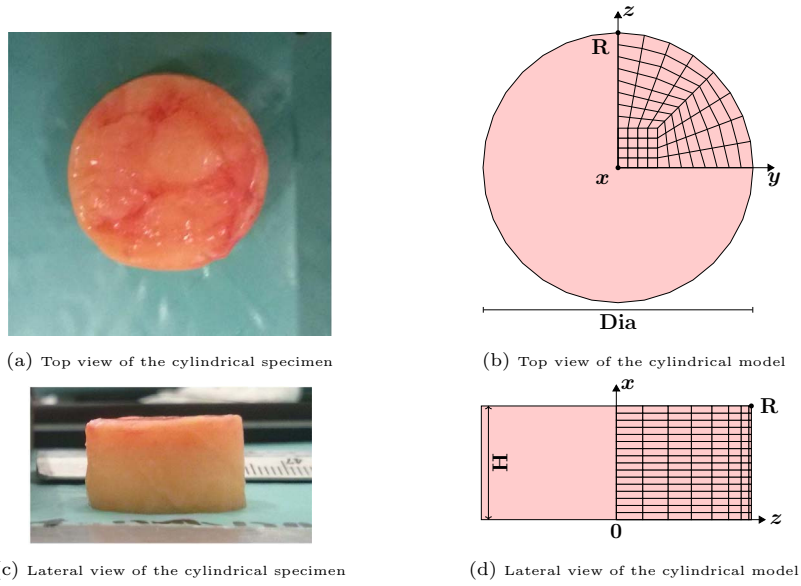 z
R
x
y
Dia
(a) Top view of the cylindrical specimen
(b) Top view of the cylindrical model
x
R
H
47
z
0
c) Lateral view of the cylindrical specimen
(d) Lateral view of the cylindrical model